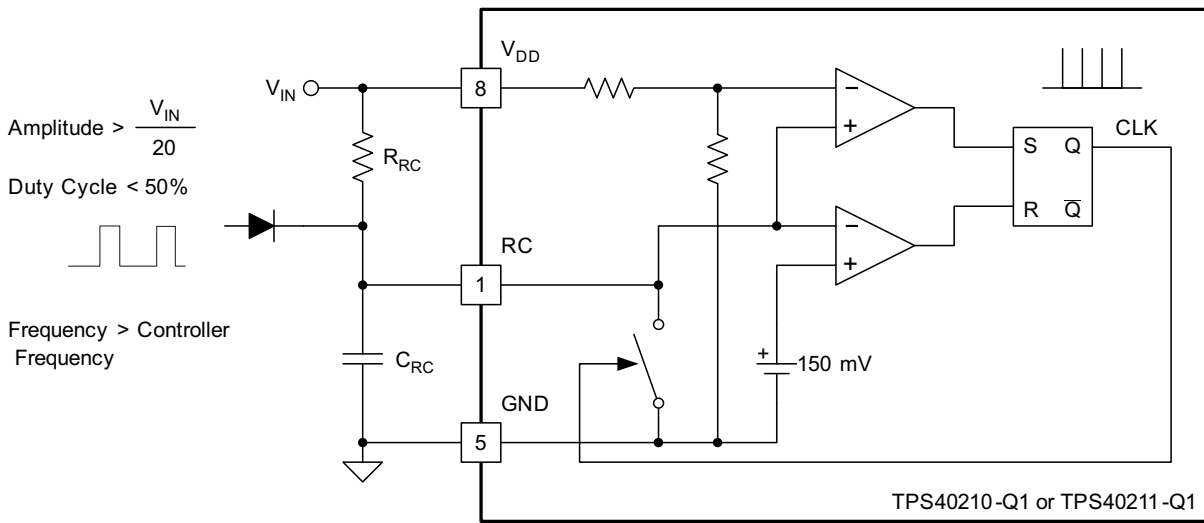 V_DD
V_IN
8
Amplitude > V_IN / 20
R_RC
Duty Cycle < 50%
−
+
CLK
S Q
R Q̅
RC
1
−
+
Frequency > Controller
Frequency
C_RC
+
150 mV
GND
5
TPS40210-Q1 or TPS40211-Q1